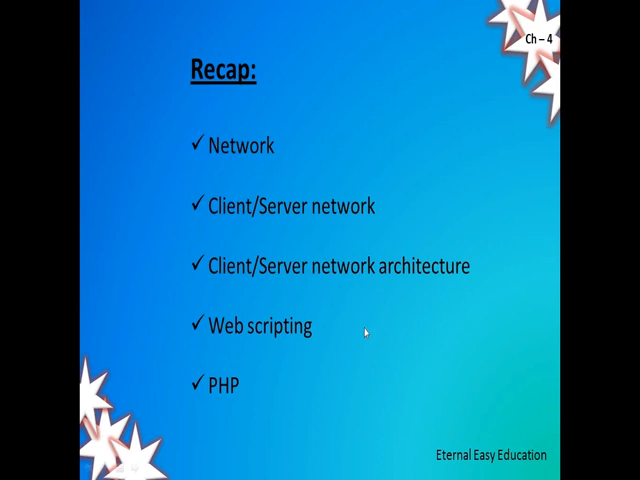 Ch – 4
Recap:
✓ Network
✓ Client/Server network
✓ Client/Server network architecture
✓ Web scripting
✓ PHP
Eternal Easy Education